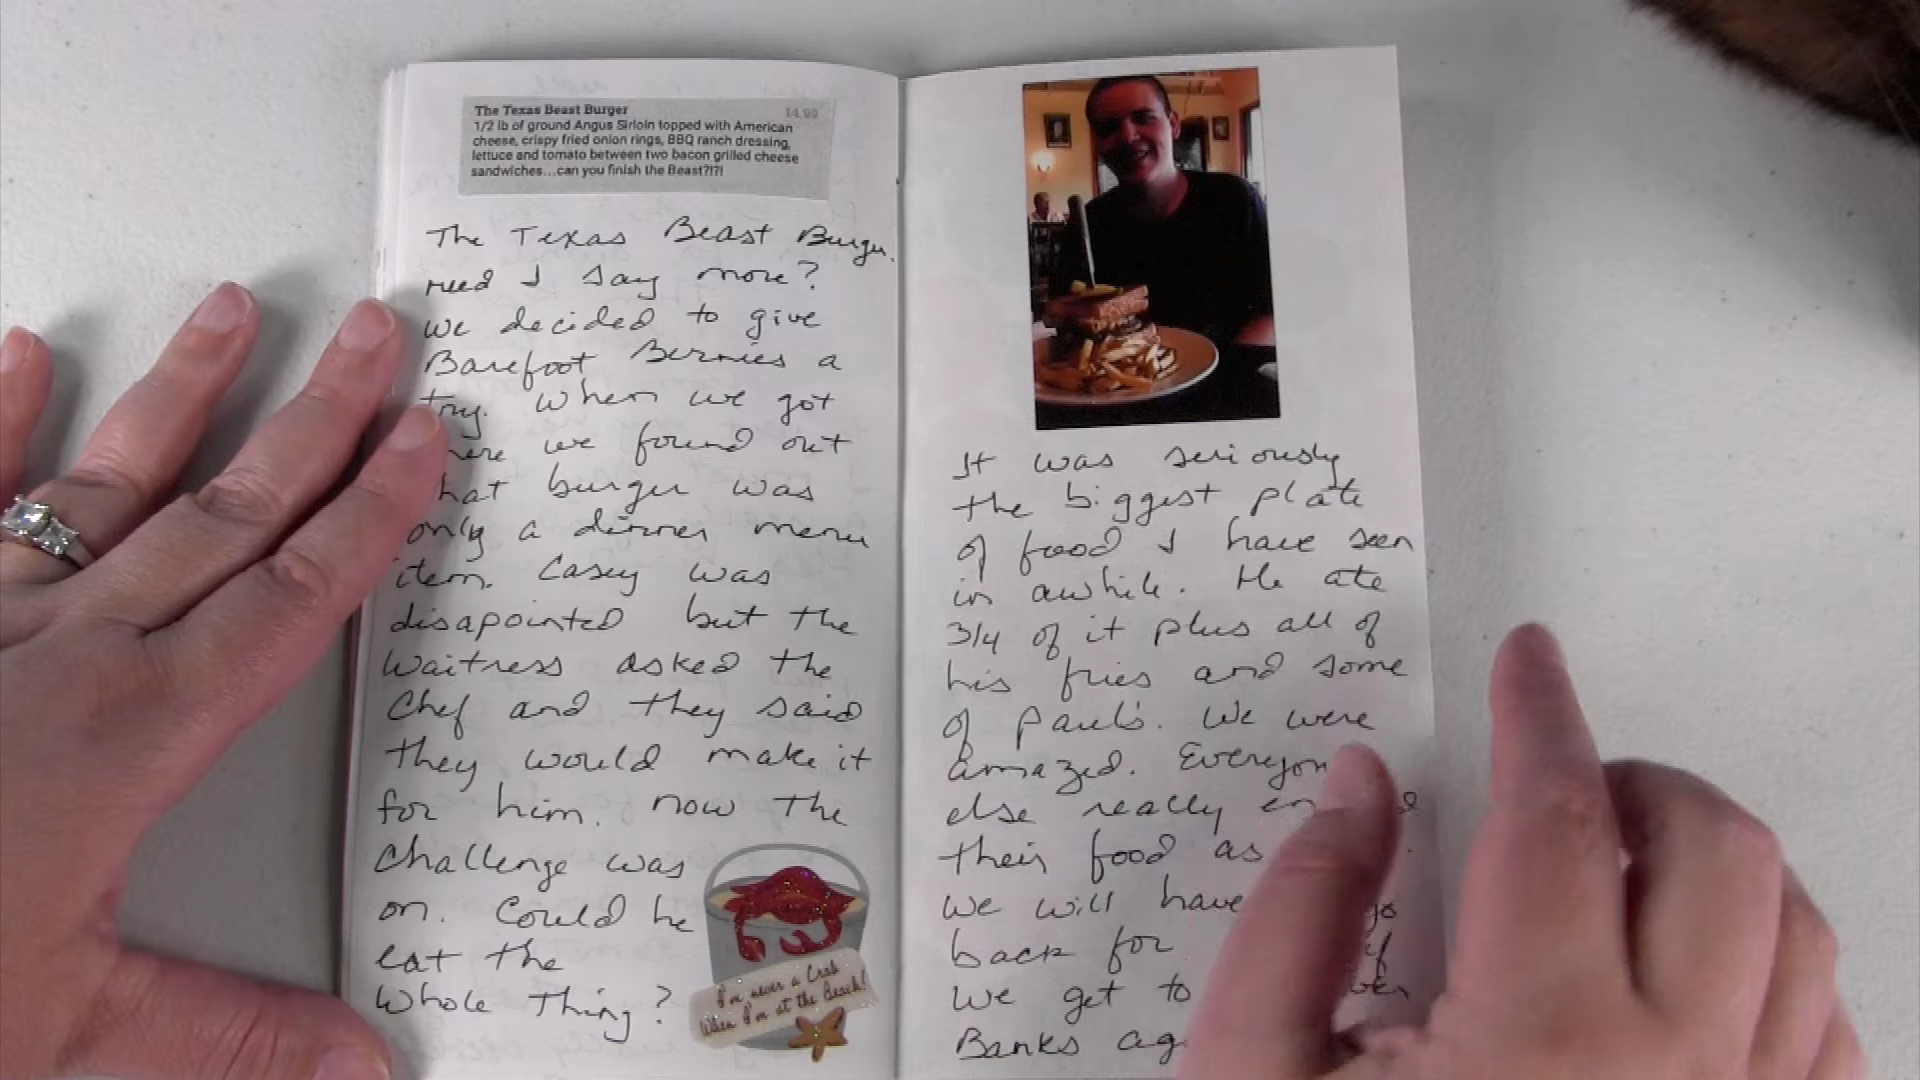 The Texas Beast Burger 14.99
1/2 lb of ground Angus Sirloin topped with American
cheese, crispy fried onion rings, BBQ ranch dressing,
lettuce and tomato between two bacon grilled cheese
sandwiches...can you finish the Beast?!?!
The Texas Beast Burger.
need I say more?
we decided to give
Barefoot Bernies a
try. When we got
we found out
burger was
only a dinner menu
item. Casey was
disapointed but the
waitress asked the
Chef and they said
they would make it
for him. now the
challenge was
on. Could he
eat the
whole thing?
I'm never a Crab
When I'm at the Beach!
It was seriously
the biggest plate
of food I have seen
in awhile. He ate
3/4 of it plus all of
his fries and some
of paul's. We were
amazed.
else really
their food as
we will have go
back for if
we get to
Banks